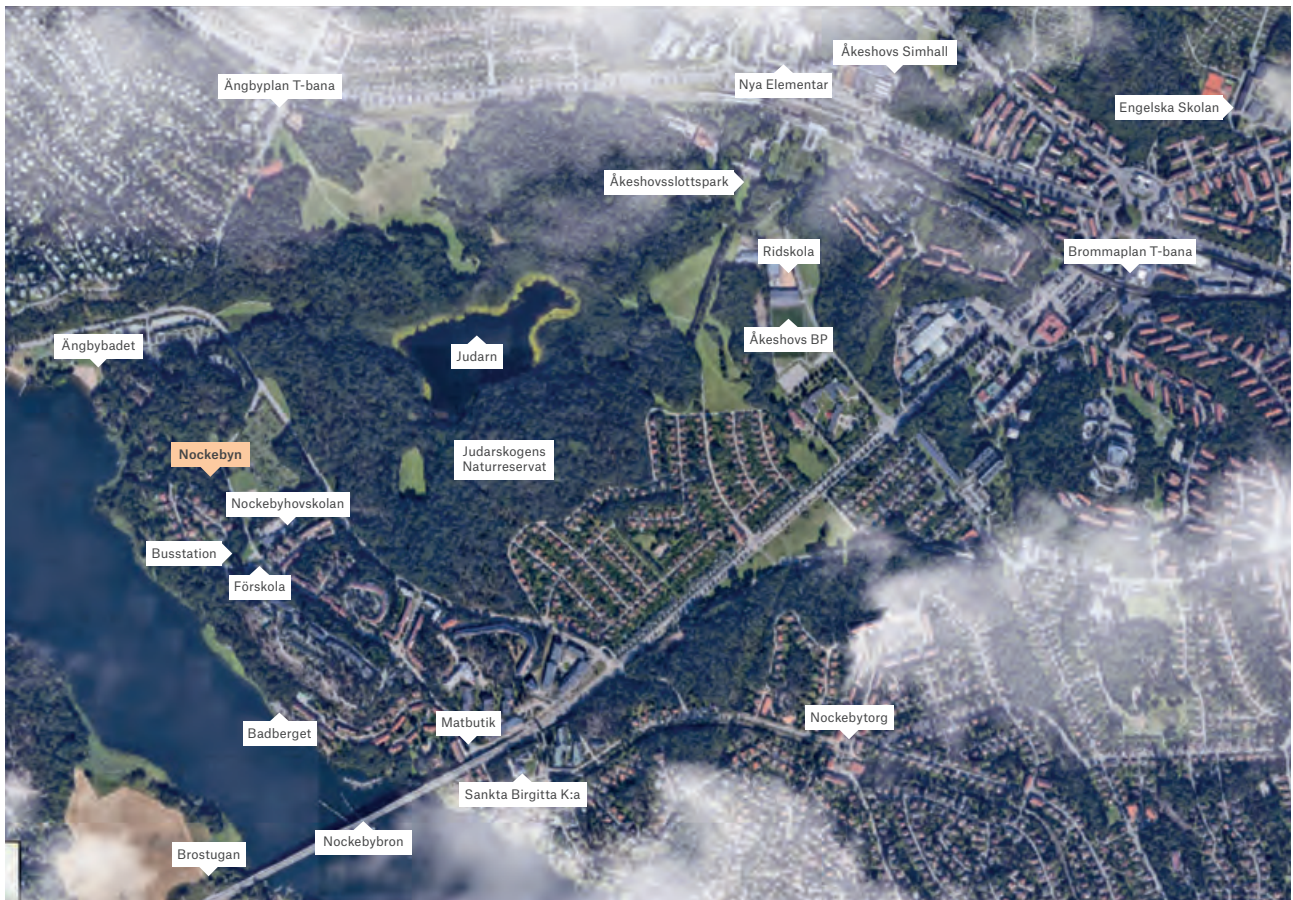 Åkeshovs Simhall
Ängbyplan T-bana
Nya Elementar
Engelska Skolan
Åkeshovsslottspark
Ridskola
Brommaplan T-bana
Åkeshovs BP
Ängbybadet
Judarn
Nockebyn
Judarskogens
Naturreservat
Nockebyhovskolan
Busstation
Förskola
Nockebytorg
Matbutik
Badberget
Sankta Birgitta K:a
Nockebybron
Brostugan